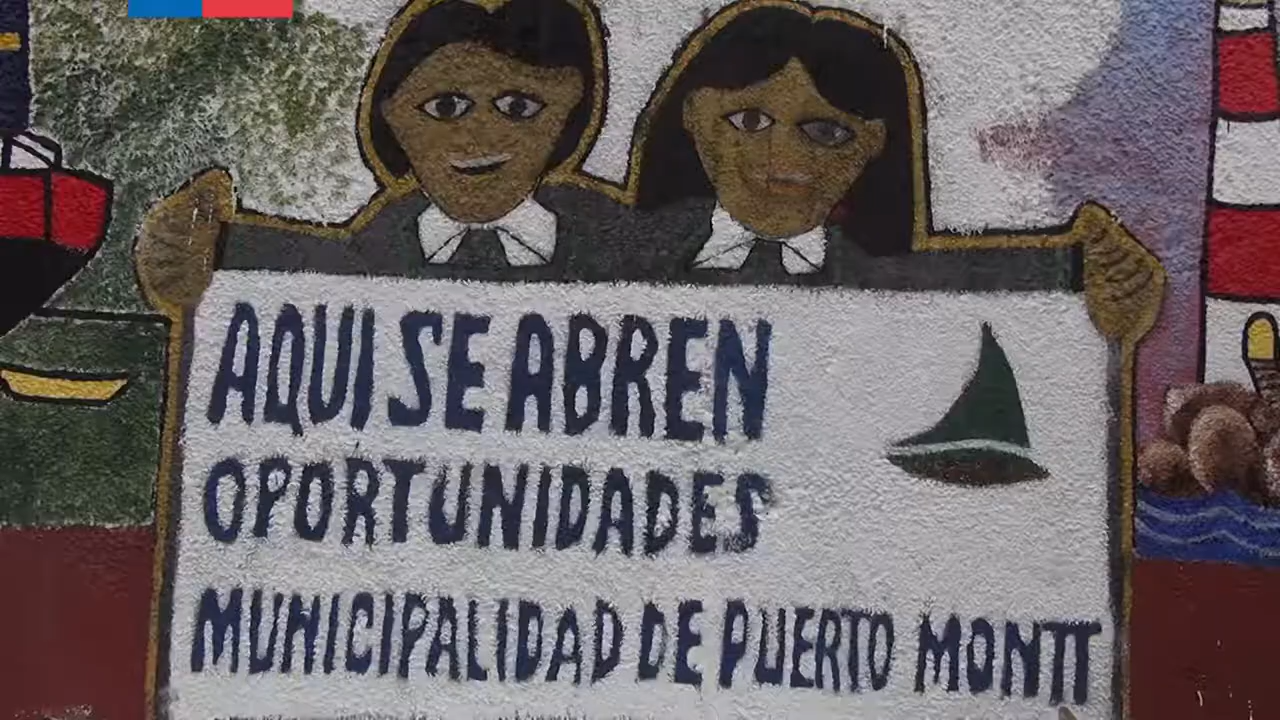 AQUI SE ABREN
OPORTUNIDADES
MUNICIPALIDAD DE PUERTO MONTT